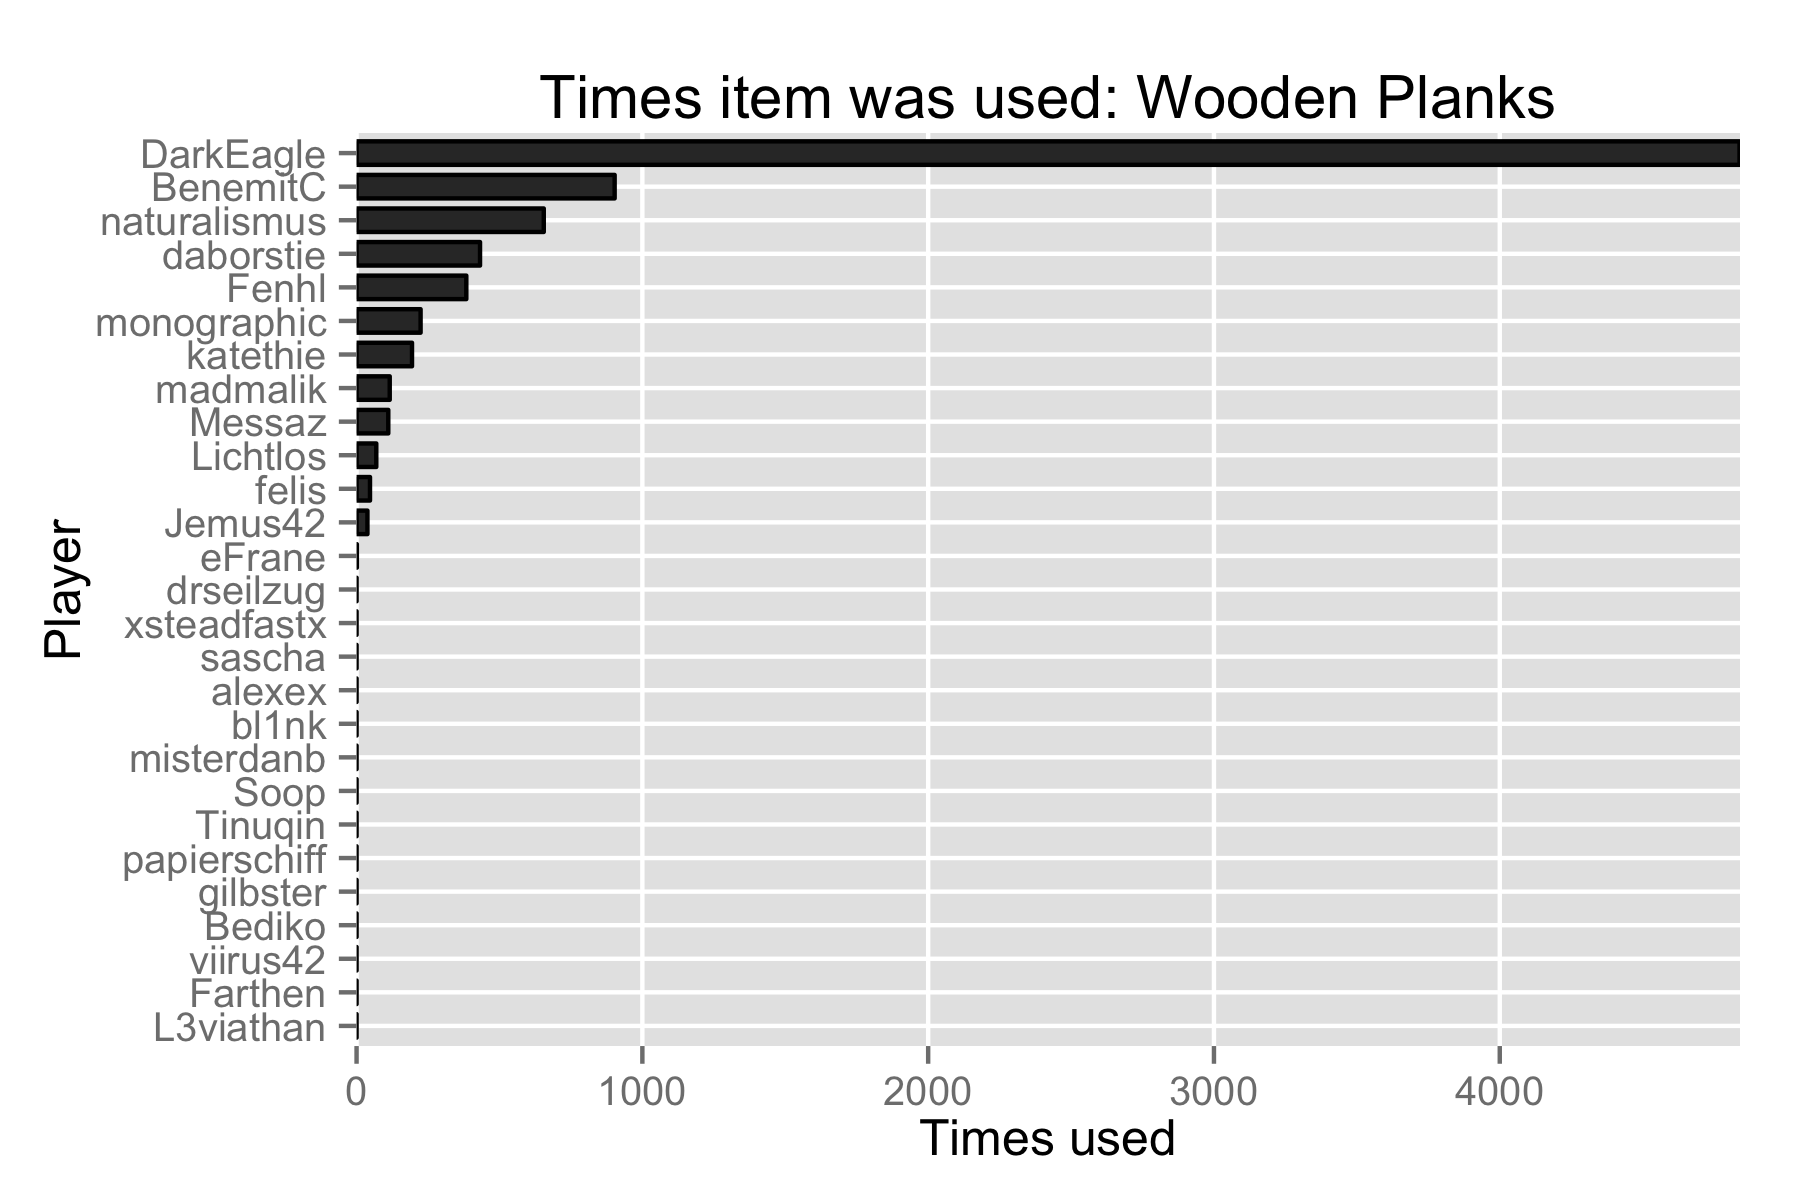 Times item was used: Wooden Planks
DarkEagle
BenemitC
naturalismus
daborstie
Fenhl
monographic
katethie
madmalik
Messaz
Lichtlos
felis
Jemus42
eFrane
drseilzug
xsteadfastx
sascha
alexex
bl1nk
misterdanb
Soop
Tinuqin
papierschiff
gilbster
Bediko
viirus42
Farthen
L3viathan
Player
0 1000 2000 3000 4000
Times used